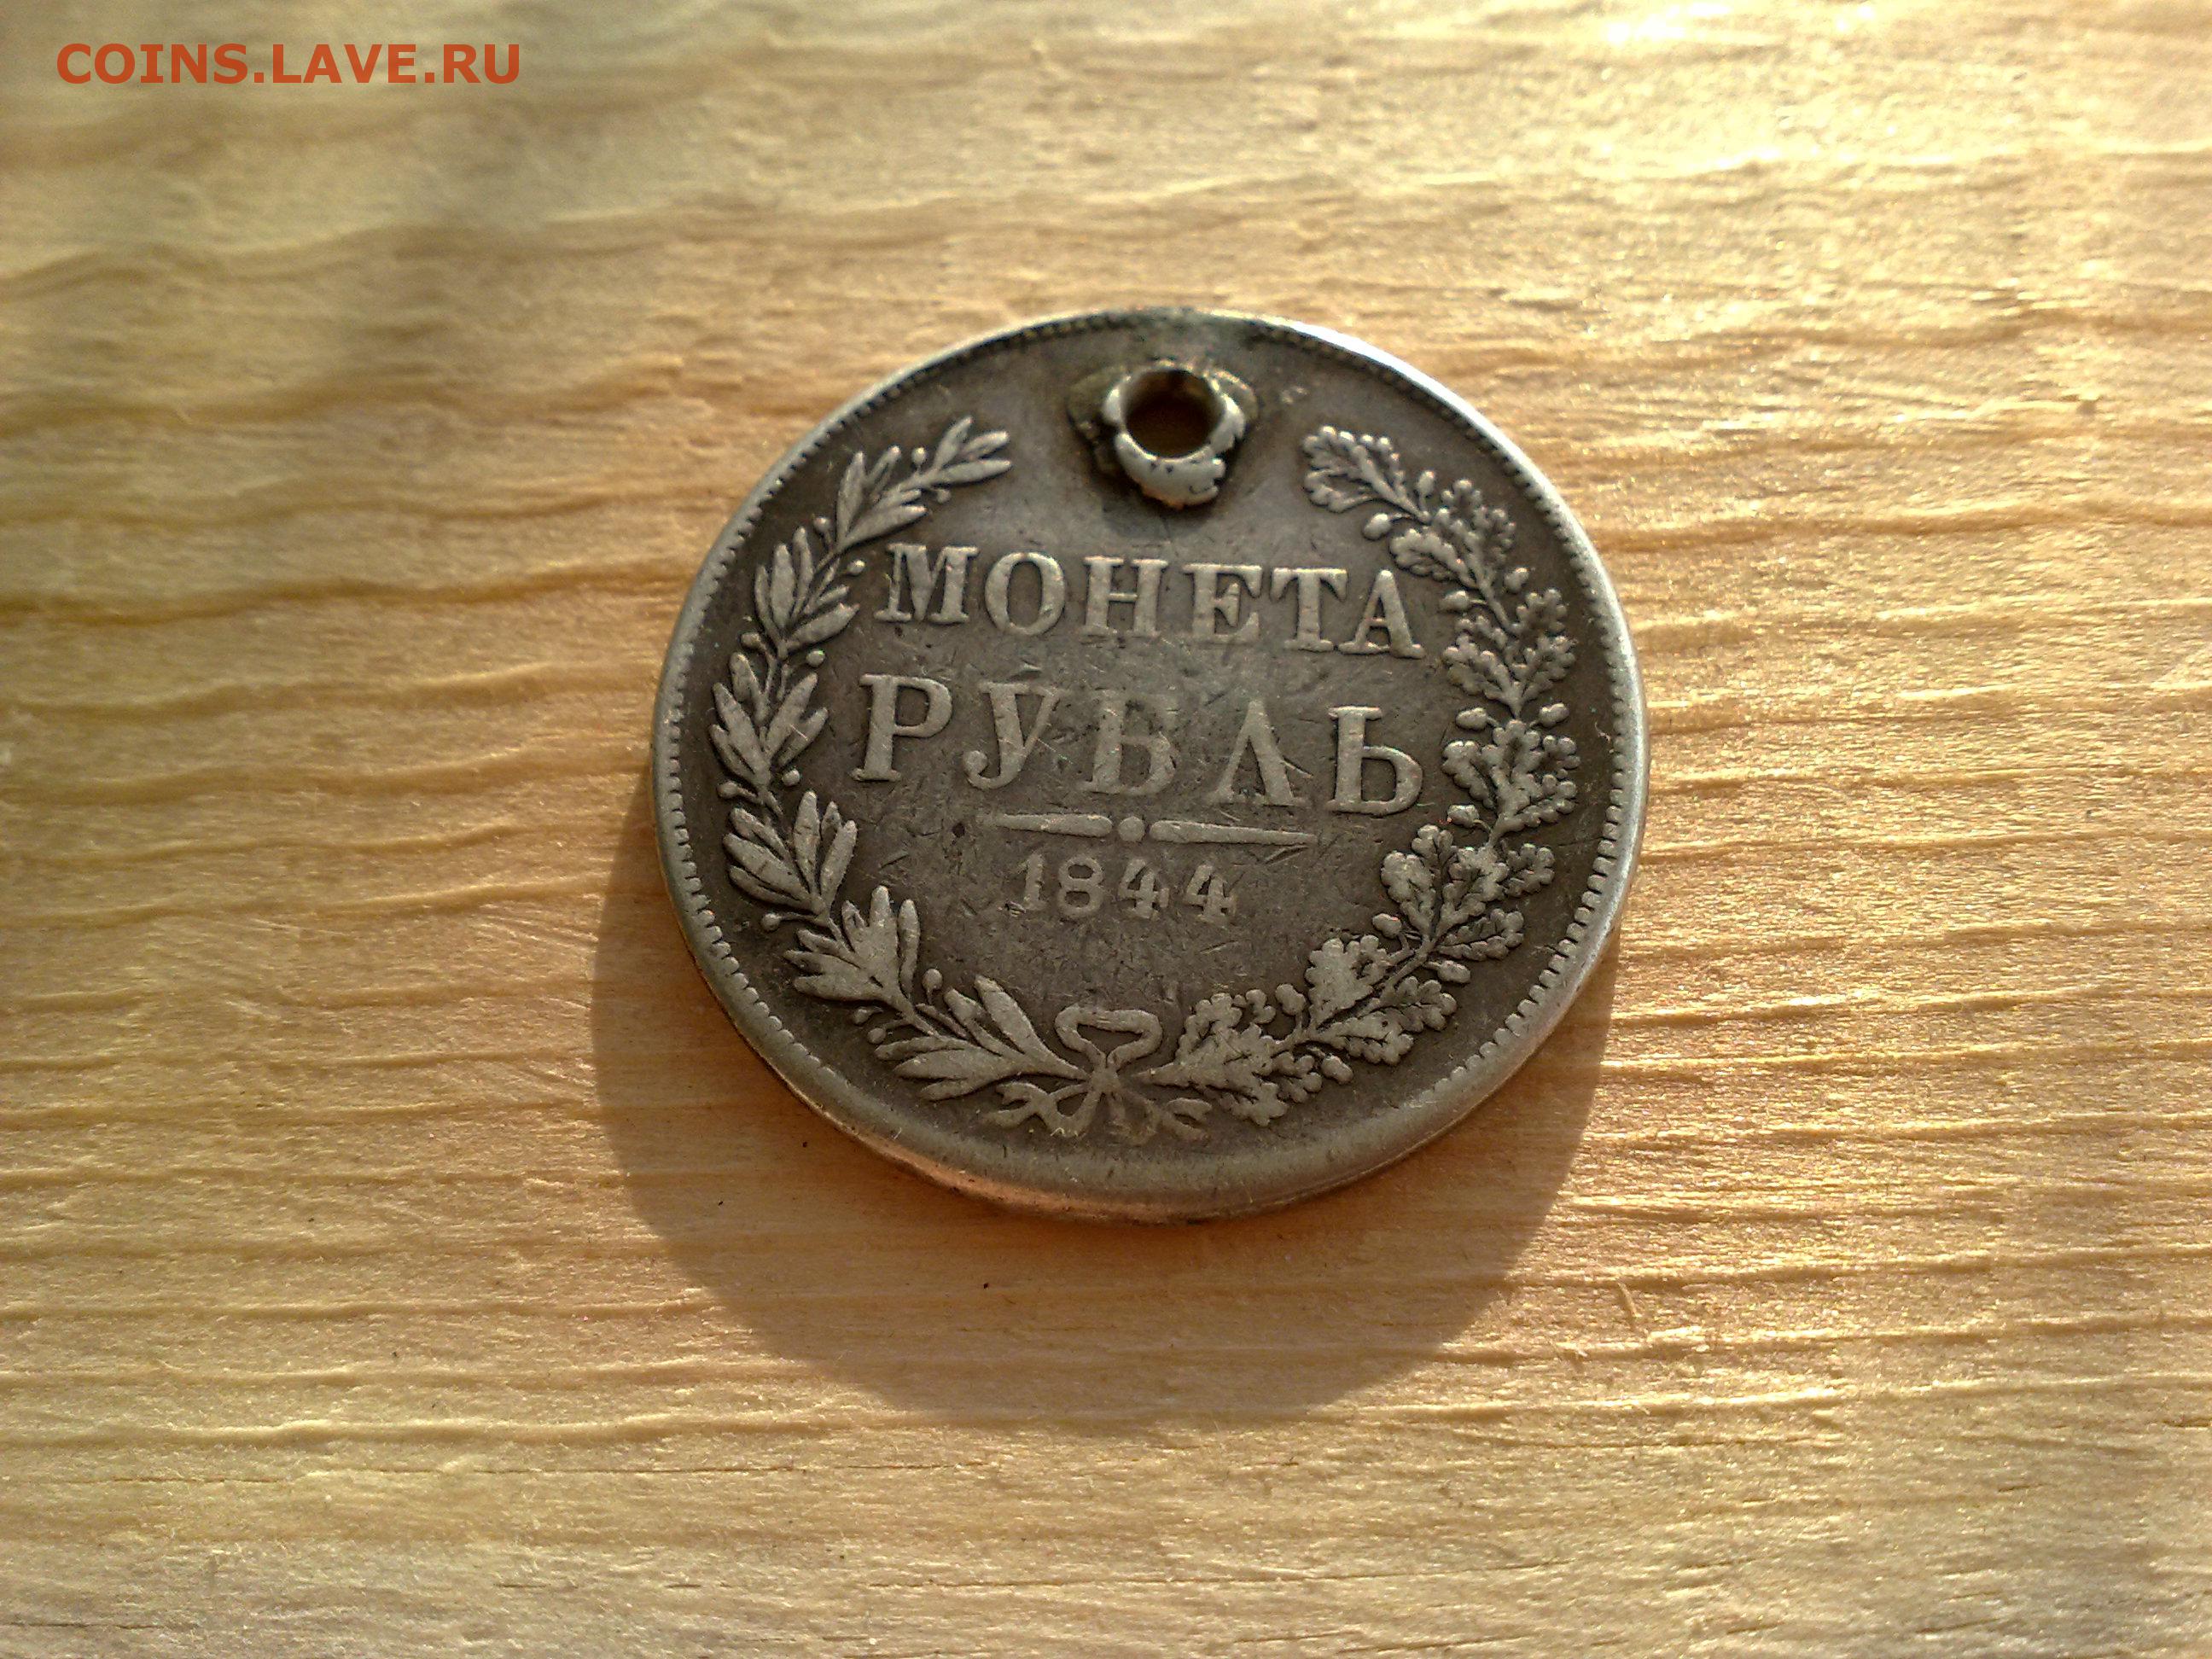 COINS.LAVE.RU
МОНЕТА
РУБЛЬ
1844